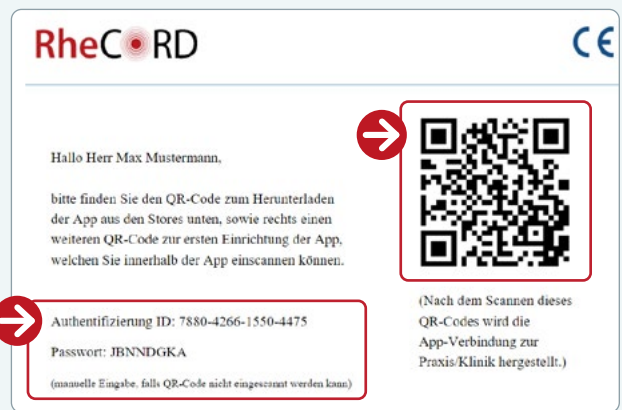 RheCORD
CE
Hallo Herr Max Mustermann,
bitte finden Sie den QR-Code zum Herunterladen
der App aus den Stores unten, sowie rechts einen
weiteren QR-Code zur ersten Einrichtung der App,
welchen Sie innerhalb der App einscannen können.
Authentifizierung ID: 7880-4266-1550-4475
Passwort: JBNNDGKA
(manuelle Eingabe, falls QR-Code nicht eingescannt werden kann)
(Nach dem Scannen dieses
QR-Codes wird die
App-Verbindung zur
Praxis/Klinik hergestellt.)